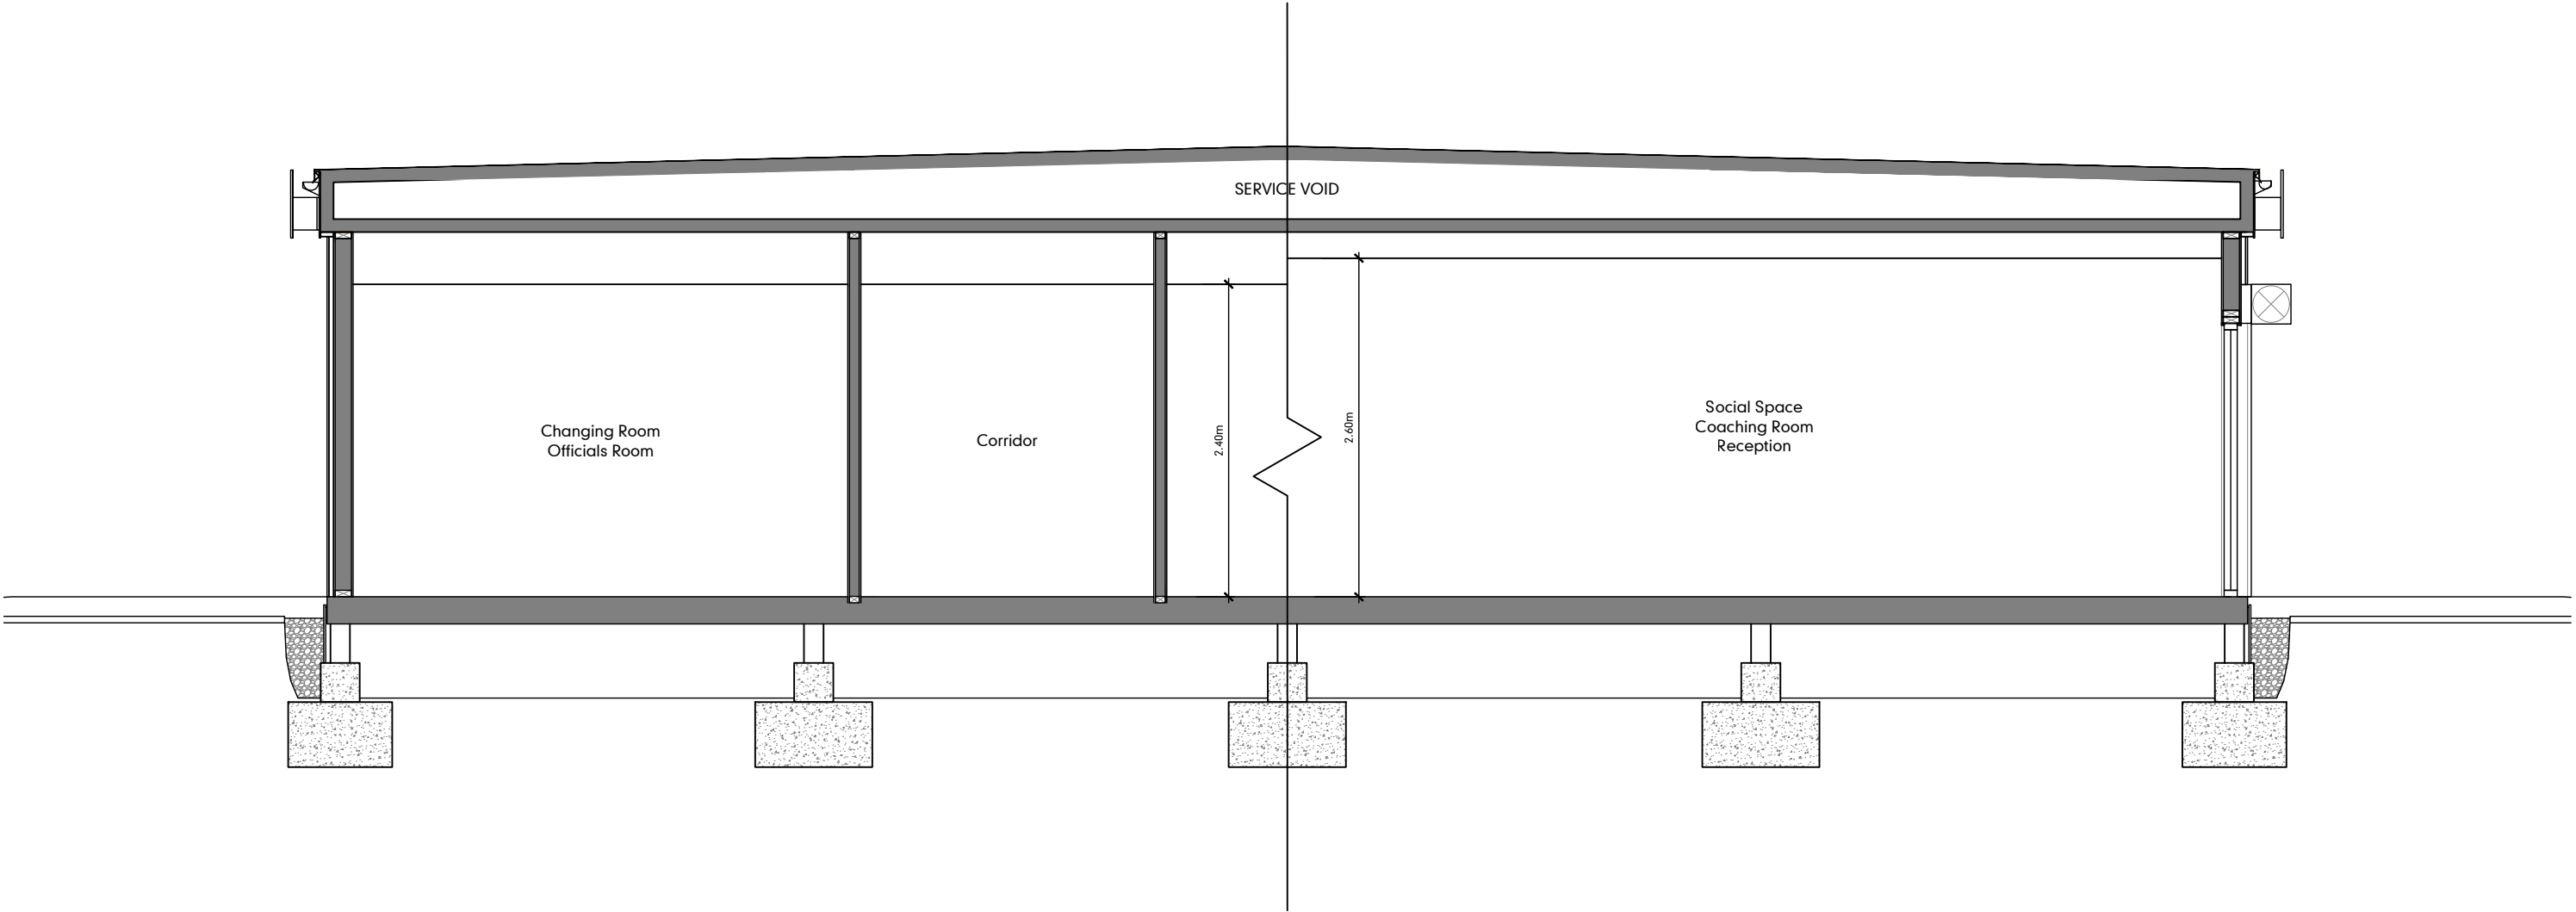 SERVICE VOID
Changing Room
Officials Room
Corridor
2.40m
2.60m
Social Space
Coaching Room
Reception